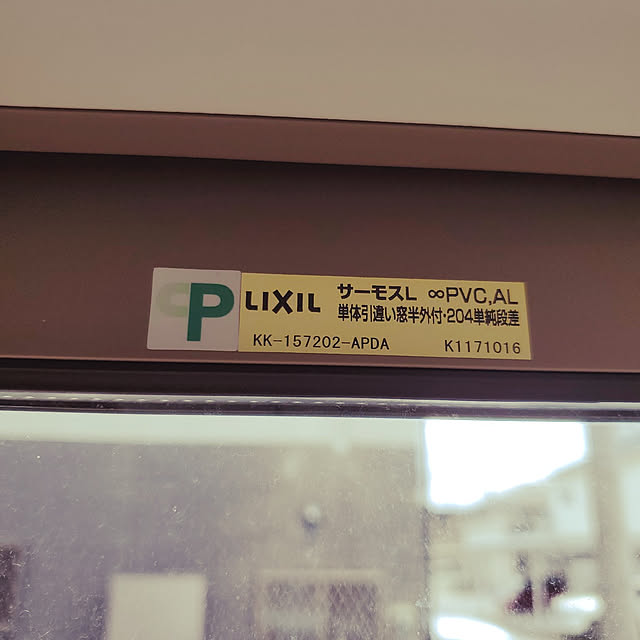 CP LIXIL サーモスL ∞PVC,AL
単体引違い窓半外付・204単純段差
KK-157202-APDA K1171016